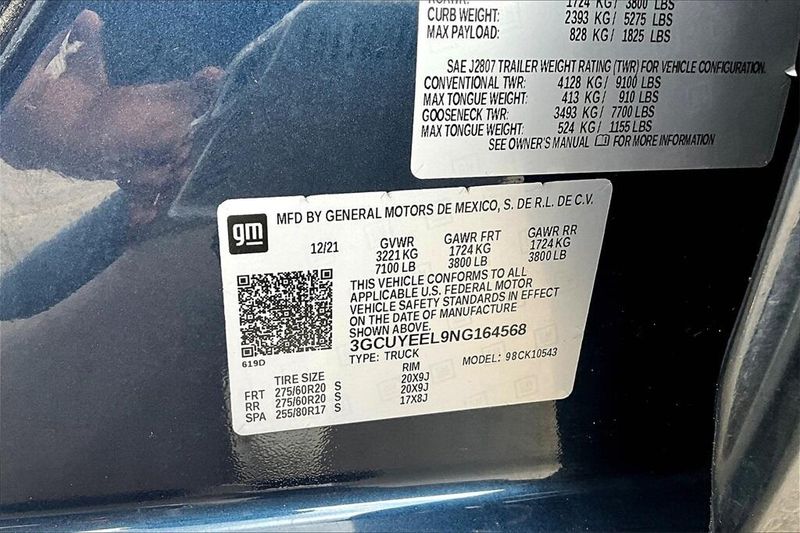 1724 KG/ 3800 LBS
CURB WEIGHT: 2393 KG/ 5275 LBS
MAX PAYLOAD: 828 KG/ 1825 LBS
SAE J2807 TRAILER WEIGHT RATING (TWR) FOR VEHICLE CONFIGURATION.
CONVENTIONAL TWR: 4128 KG/ 9100 LBS
MAX TONGUE WEIGHT: 413 KG/ 910 LBS
GOOSENECK TWR: 3493 KG/ 7700 LBS
MAX TONGUE WEIGHT: 524 KG/ 1155 LBS
SEE OWNER'S MANUAL FOR MORE INFORMATION
gm
MFD BY GENERAL MOTORS DE MEXICO, S. DE R.L. DE C.V.
12/21 GVWR GAWR FRT GAWR RR
3221 KG 1724 KG 1724 KG
7100 LB 3800 LB 3800 LB
THIS VEHICLE CONFORMS TO ALL
APPLICABLE U.S. FEDERAL MOTOR
VEHICLE SAFETY STANDARDS IN EFFECT
ON THE DATE OF MANUFACTURE
SHOWN ABOVE.
3GCUYEEL9NG164568
619D
TYPE: TRUCK MODEL: 98CK10543
TIRE SIZE RIM
FRT 275/60R20 S 20X9J
RR 275/60R20 S 20X9J
SPA 255/80R17 S 17X8J